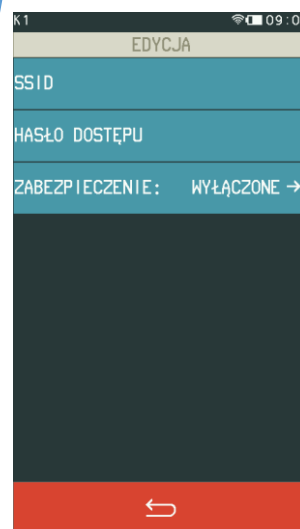 K1 09:0
EDYCJA
SSID
HASŁO DOSTĘPU
ZABEZPIECZENIE: WYŁĄCZONE →